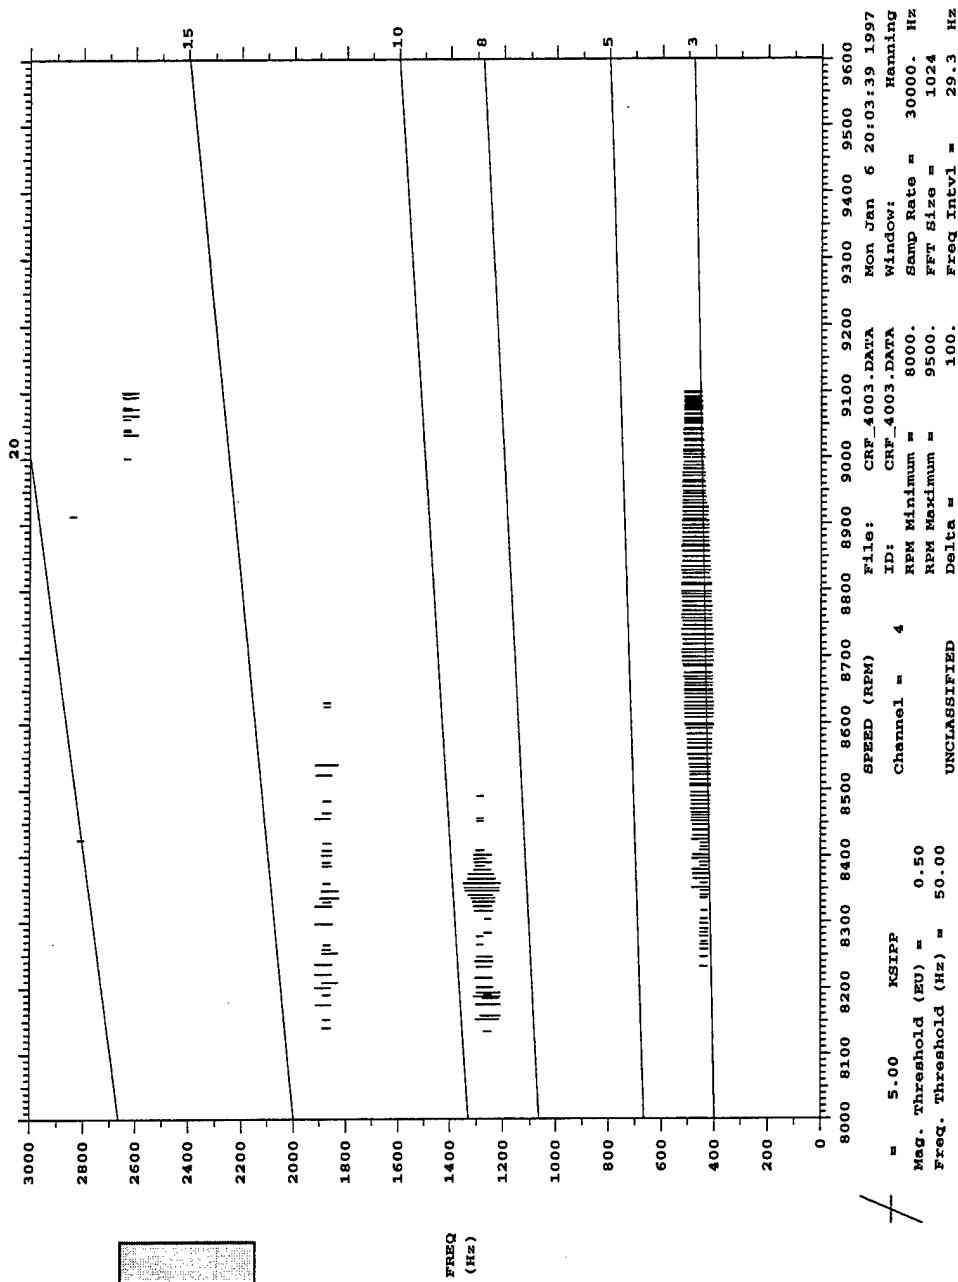 20
3000
2800
2600
2400
2200
2000
1800
1600
1400
1200
1000
800
600
400
200
0
FREQ
(Hz)
15
10
8
5
3
8000 8100 8200 8300 8400 8500 8600 8700 8800 8900 9000 9100 9200 9300 9400 9500 9600
SPEED (RPM)
= 5.00 KSIPP
Mag. Threshold (EU) = 0.50
Freq. Threshold (Hz) = 50.00
Channel = 4
UNCLASSIFIED
File: CRF_4003.DATA Mon Jan 6 20:03:39 1997
ID: CRF_4003.DATA Window: Hanning
RPM Minimum = 8000. Samp Rate = 30000. Hz
RPM Maximum = 9500. FFT Size = 1024
Delta = 100. Freq Intvl = 29.3 Hz